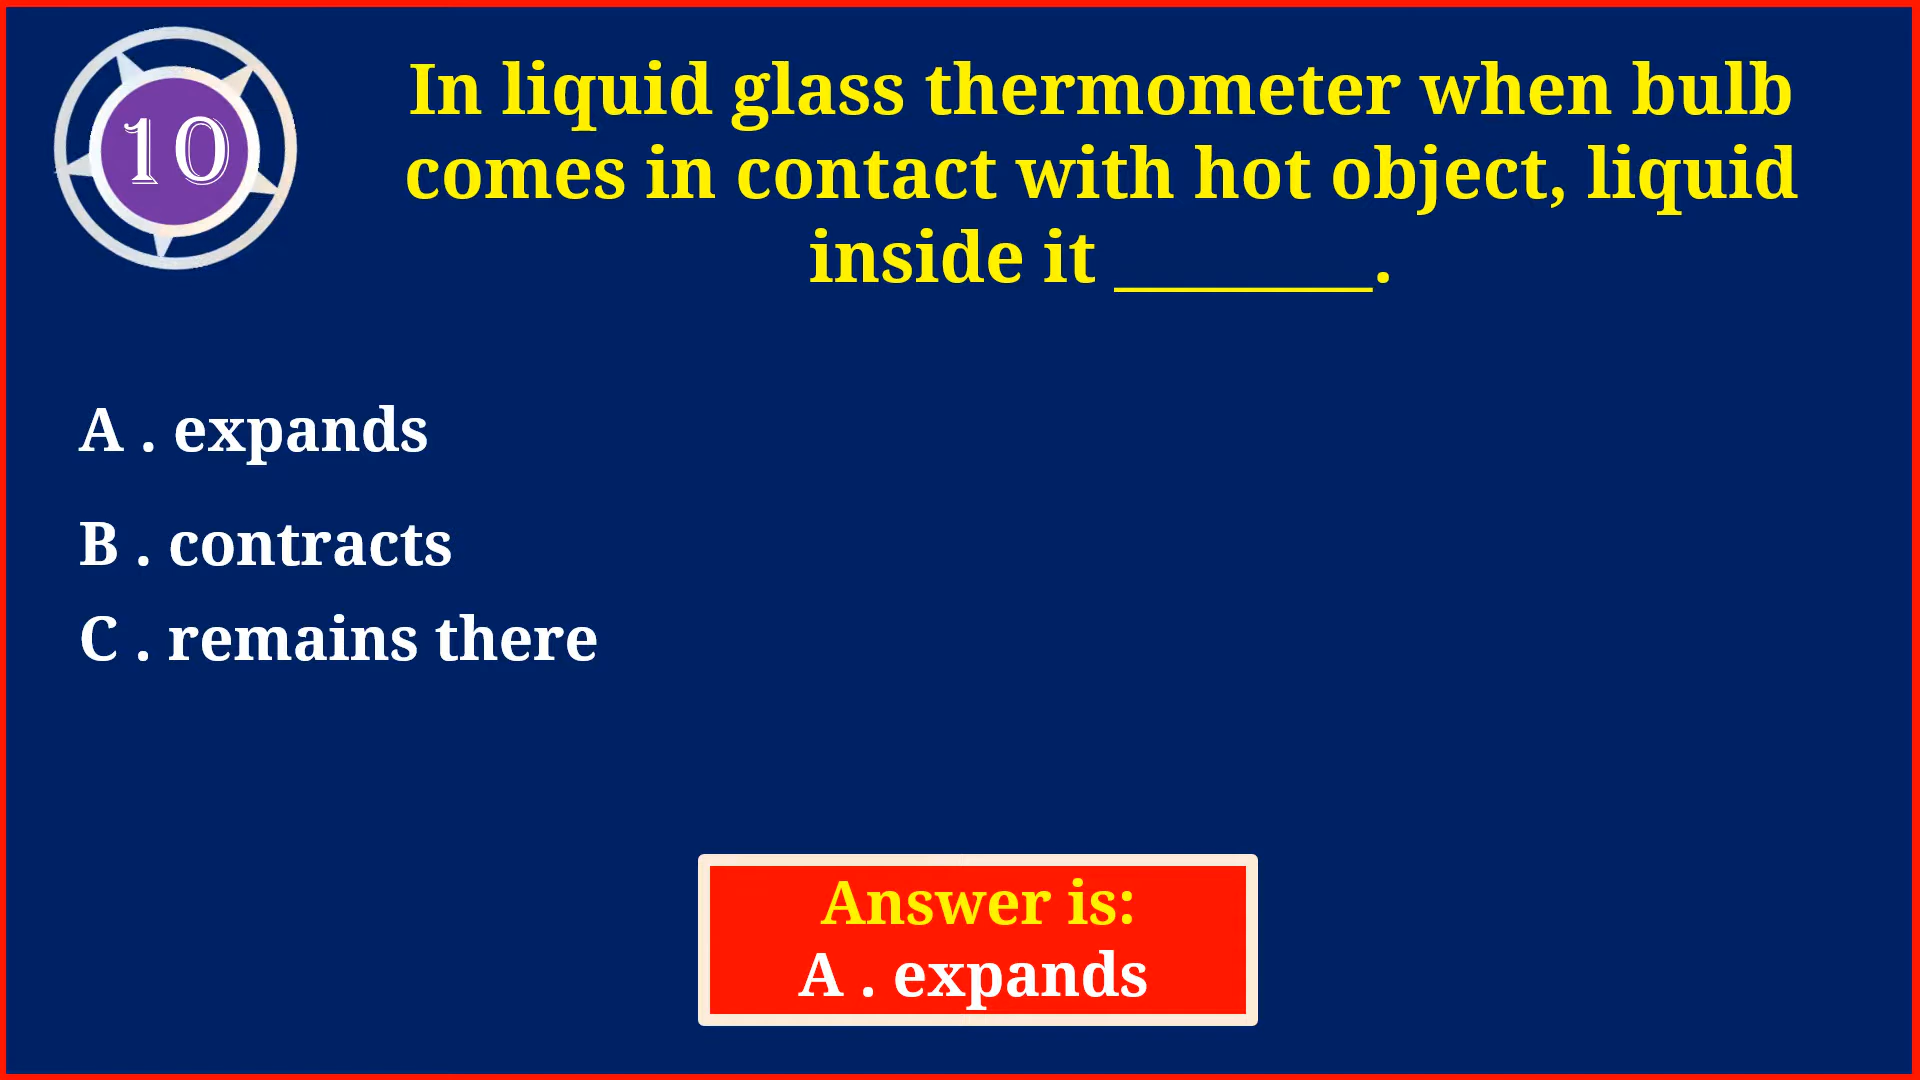 10
In liquid glass thermometer when bulb
comes in contact with hot object, liquid
inside it ________.
A . expands
B . contracts
C . remains there
Answer is:
A . expands